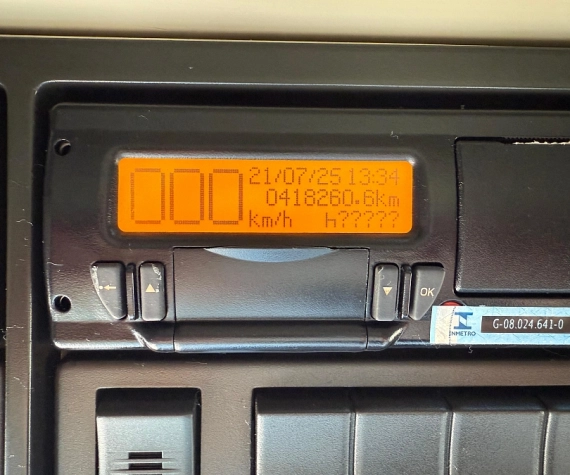 000
21/07/25 13:34
0418260.6km
km/h h?????
OK
INMETRO
G-08.024.641-0